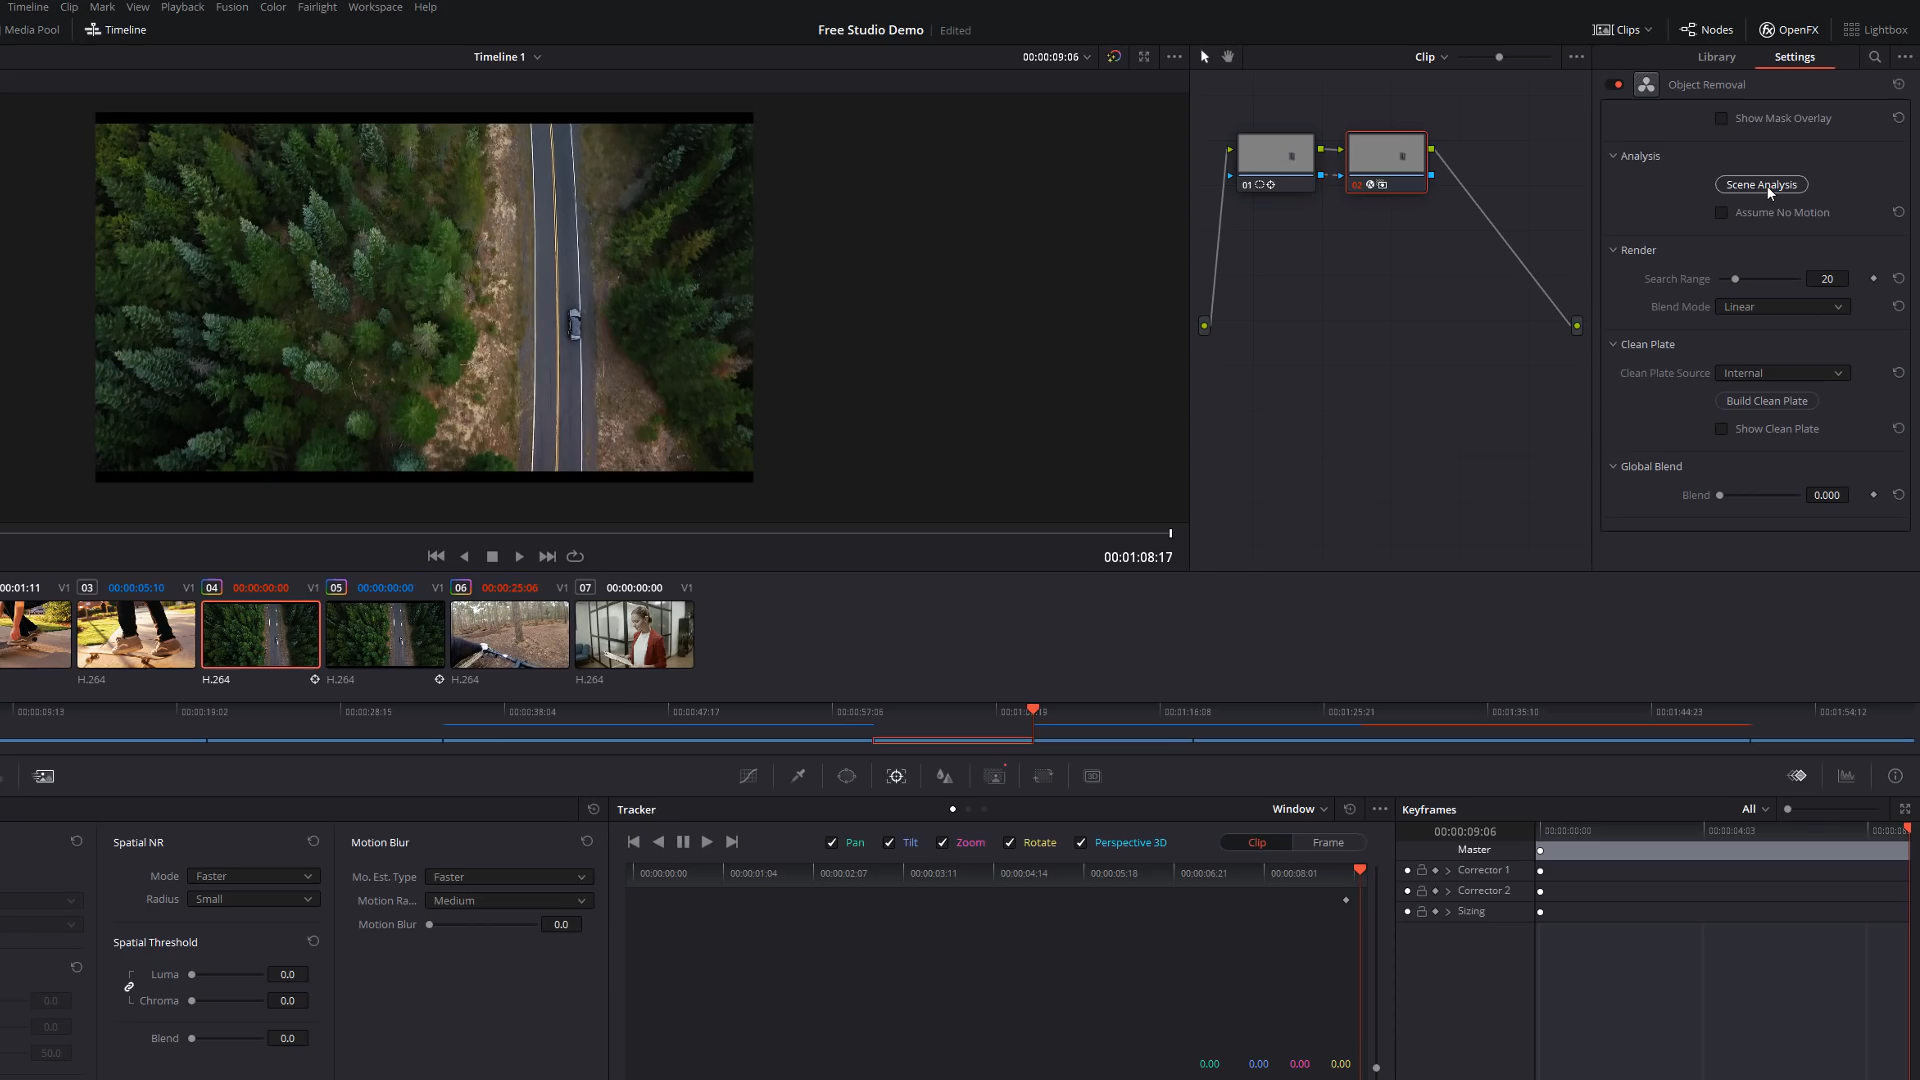 Timeline Clip Mark View Playback Fusion Color Fairlight Workspace Help
Media Pool Timeline Free Studio Demo Edited Clips Nodes OpenFX Lightbox
Timeline 1 00:00:09:06 Clip Library Settings
Object Removal
Show Mask Overlay
Analysis
Scene Analysis
Assume No Motion
Render
Search Range 20
Blend Mode Linear
Clean Plate
Clean Plate Source Internal
Build Clean Plate
Show Clean Plate
Global Blend
Blend 0.000
01 02
00:01:08:17
00:01:11 V1 03 00:00:05:10 V1 04 00:00:00:00 V1 05 00:00:00:00 V1 06 00:00:25:06 V1 07 00:00:00:00 V1
H.264 H.264 H.264 H.264 H.264
00:00:09:13 00:00:19:02 00:00:28:15 00:00:38:04 00:00:47:17 00:00:57:06 00:01:16:08 00:01:25:21 00:01:35:10 00:01:44:23 00:01:54:12
Tracker Window Keyframes All
00:00:09:06 00:00:00:00 00:00:04:03
Spatial NR Motion Blur Pan Tilt Zoom Rotate Perspective 3D Clip Frame
Master
Mode Faster Mo. Est. Type Faster
00:00:00:00 00:00:01:04 00:00:02:07 00:00:03:11 00:00:04:14 00:00:05:18 00:00:06:21 00:00:08:01
Corrector 1
Radius Small Motion Ra... Medium
Corrector 2
Motion Blur 0.0
Sizing
Spatial Threshold
Luma 0.0
0.0 Chroma 0.0
0.0
Blend 0.0
50.0
0.00 0.00 0.00 0.00